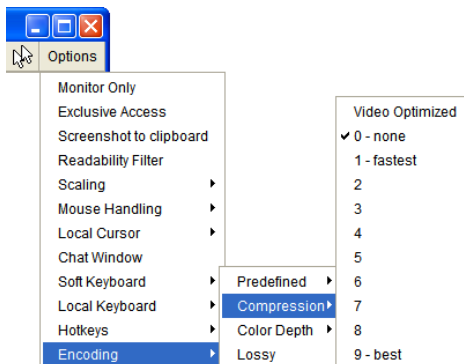 Options
Monitor Only
Exclusive Access
Screenshot to clipboard
Readability Filter
Scaling
Mouse Handling
Local Cursor
Chat Window
Soft Keyboard
Local Keyboard
Hotkeys
Encoding
Predefined
Compression
Color Depth
Lossy
Video Optimized
0 - none
1 - fastest
2
3
4
5
6
7
8
9 - best